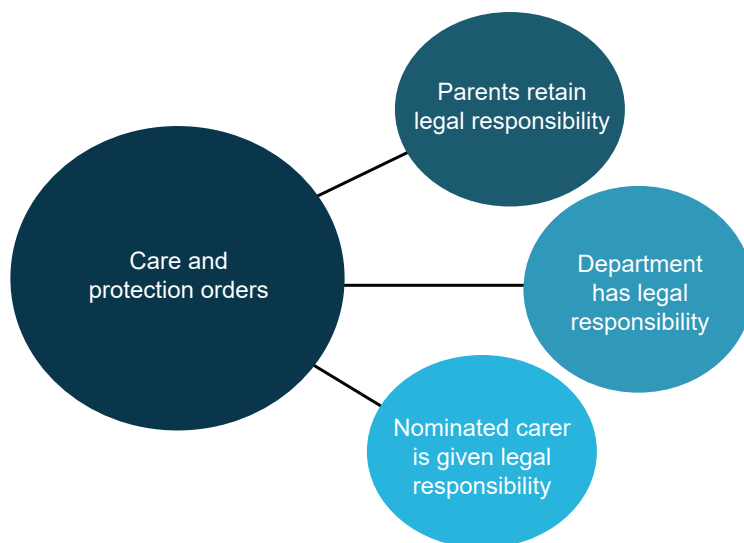 Parents retain
legal responsibility
Care and
protection orders
Department
has legal
responsibility
Nominated carer
is given legal
responsibility